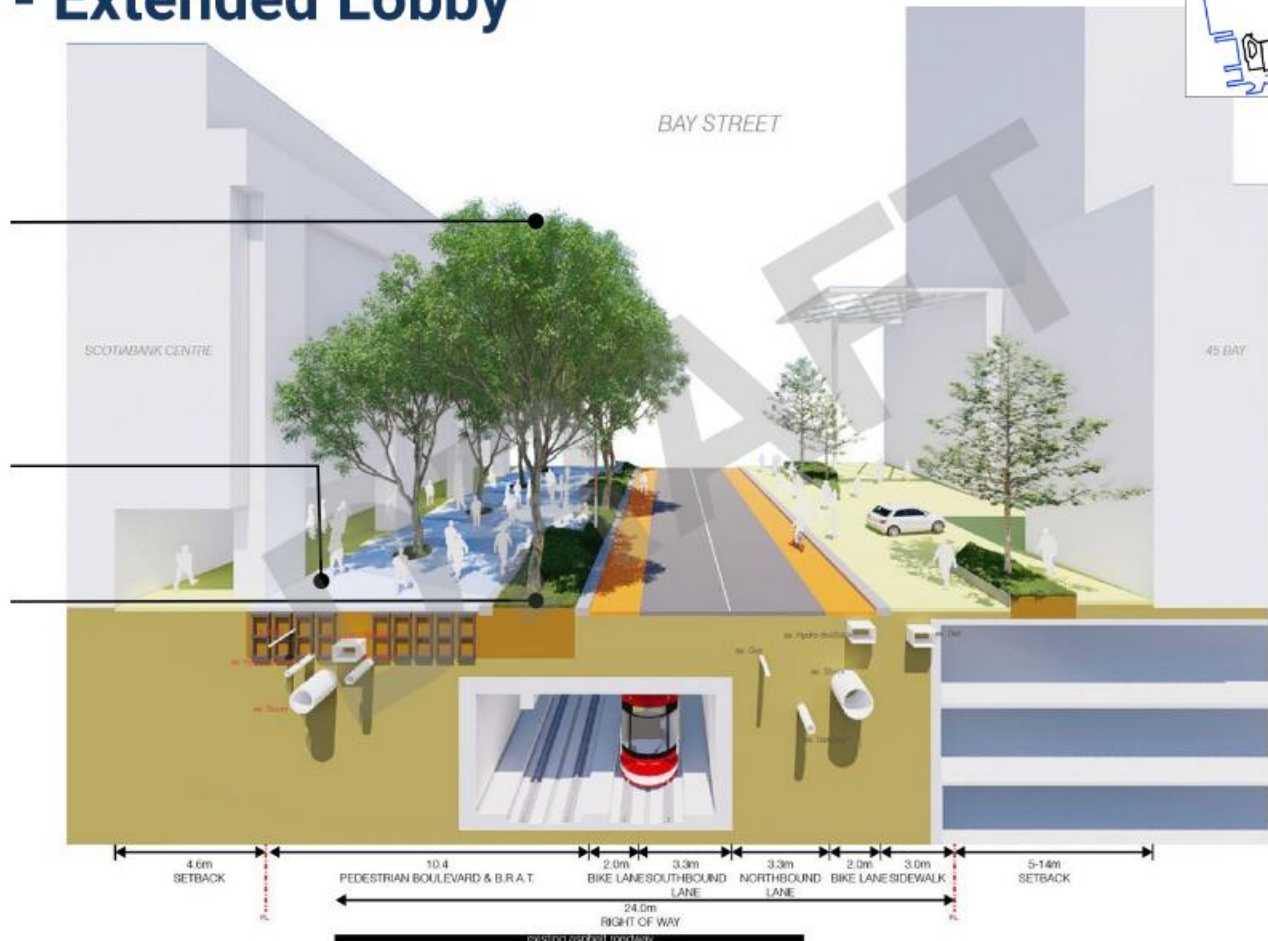 - Extended Lobby
BAY STREET
DRAFT
SCOTIABANK CENTRE
45 BAY
ex. Gas
4.6m
SETBACK
10.4
PEDESTRIAN BOULEVARD & B.R.A.T.
2.0m
BIKE LANE
3.3m
SOUTHBOUND
LANE
3.3m
NORTHBOUND
LANE
2.0m
BIKE LANE
3.0m
SIDEWALK
5-14m
SETBACK
24.0m
RIGHT OF WAY
existing asphalt roadway